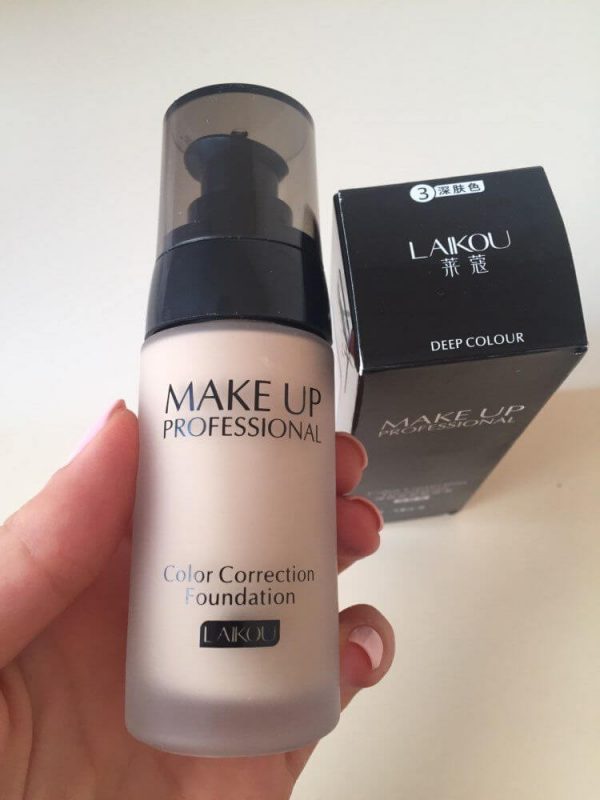 MAKE UP
PROFESSIONAL
Color Correction
Foundation
LAIKOU
3 深肤色
LAIKOU
莱蔻
DEEP COLOUR
MAKE UP
PROFESSIONAL